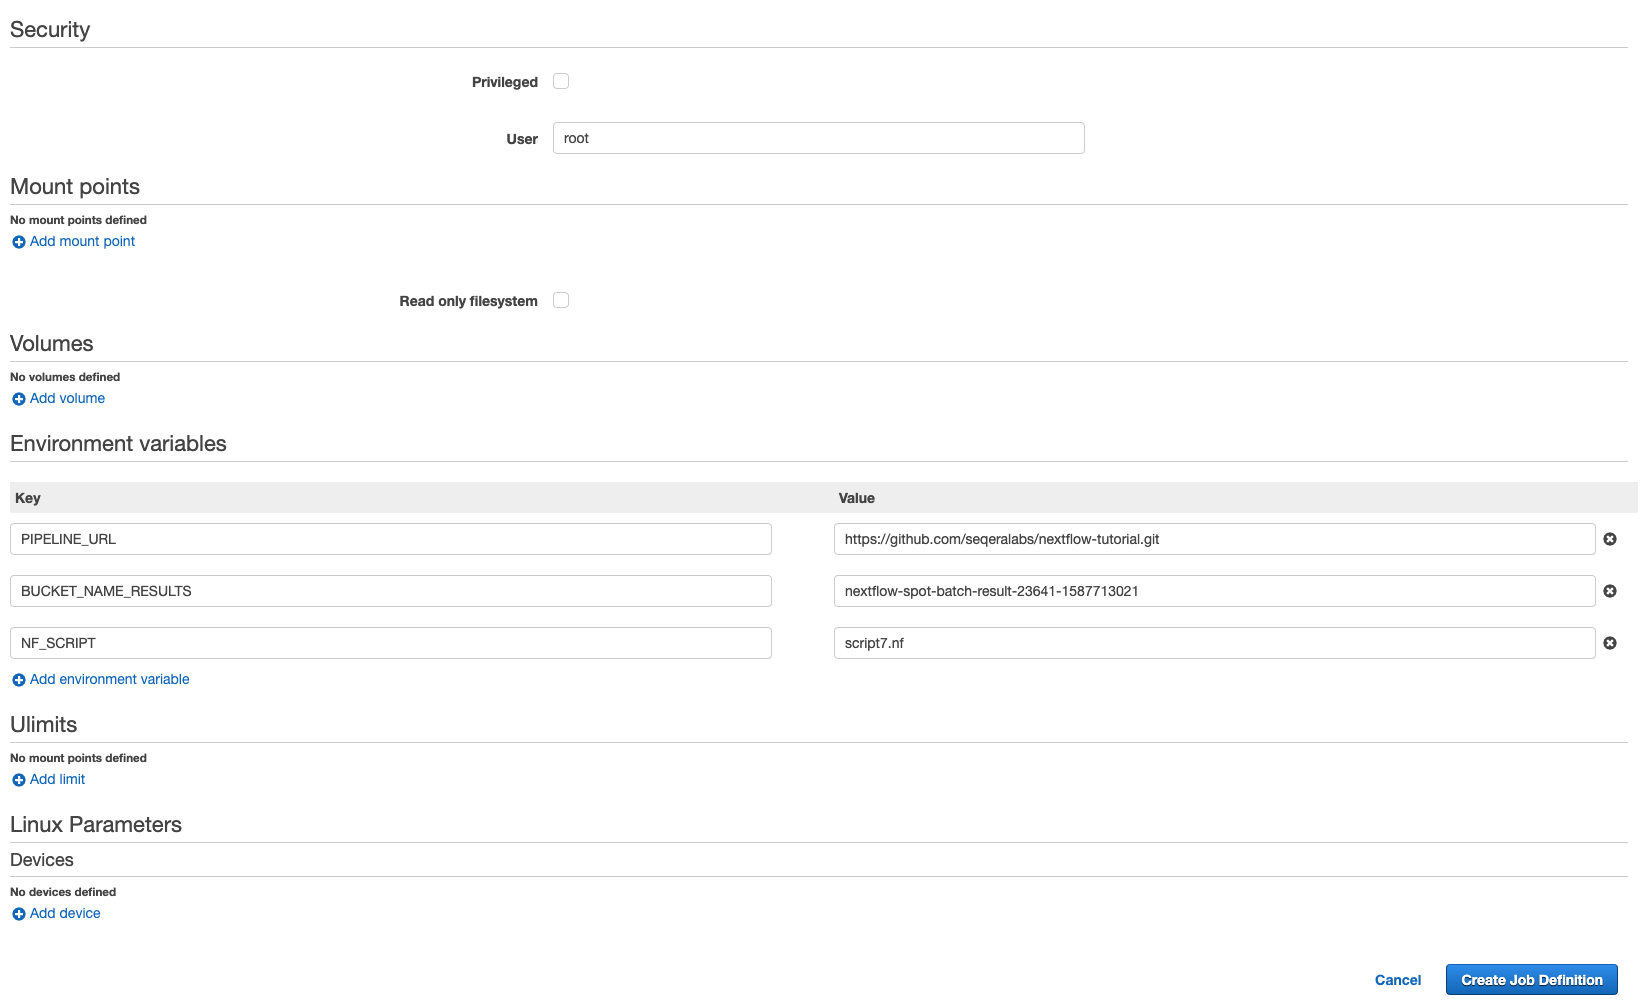 Security
Privileged
User root
Mount points
No mount points defined
Add mount point
Read only filesystem
Volumes
No volumes defined
Add volume
Environment variables
Key Value
PIPELINE_URL https://github.com/seqeralabs/nextflow-tutorial.git
BUCKET_NAME_RESULTS nextflow-spot-batch-result-23641-1587713021
NF_SCRIPT script7.nf
Add environment variable
Ulimits
No mount points defined
Add limit
Linux Parameters
Devices
No devices defined
Add device
Cancel Create Job Definition